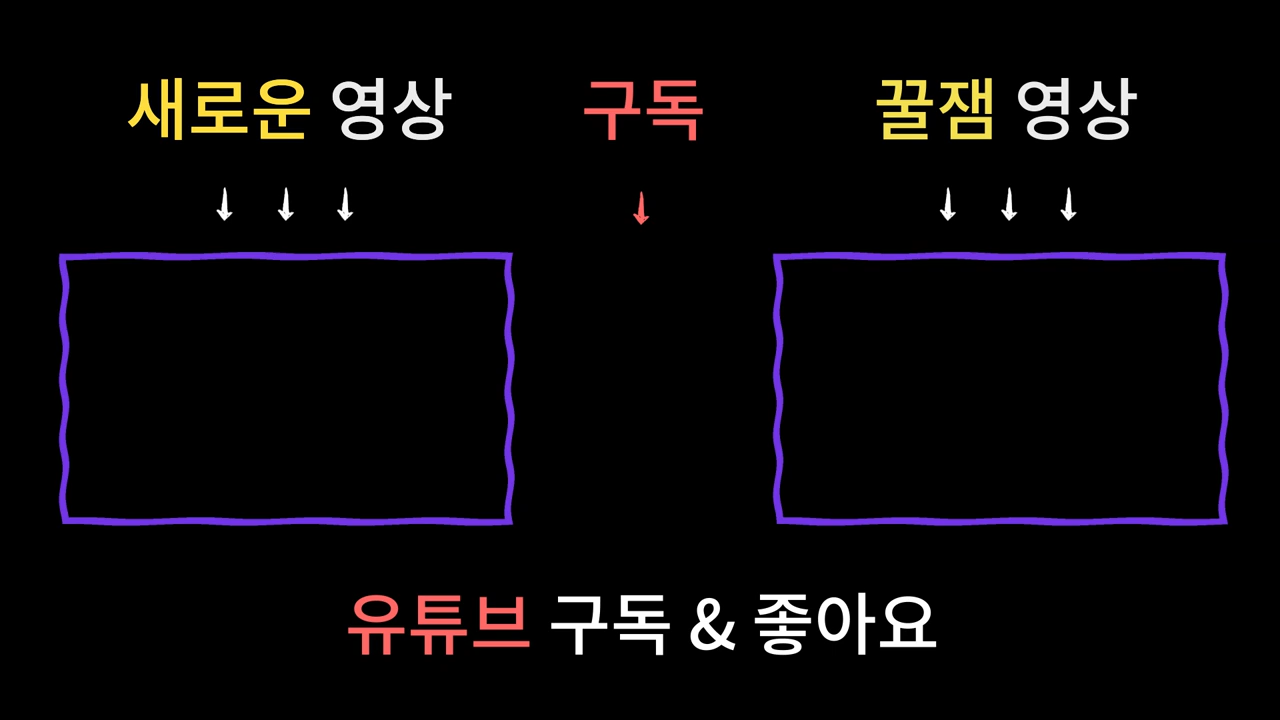 새로운 영상
구독
꿀잼 영상
유튜브 구독 & 좋아요